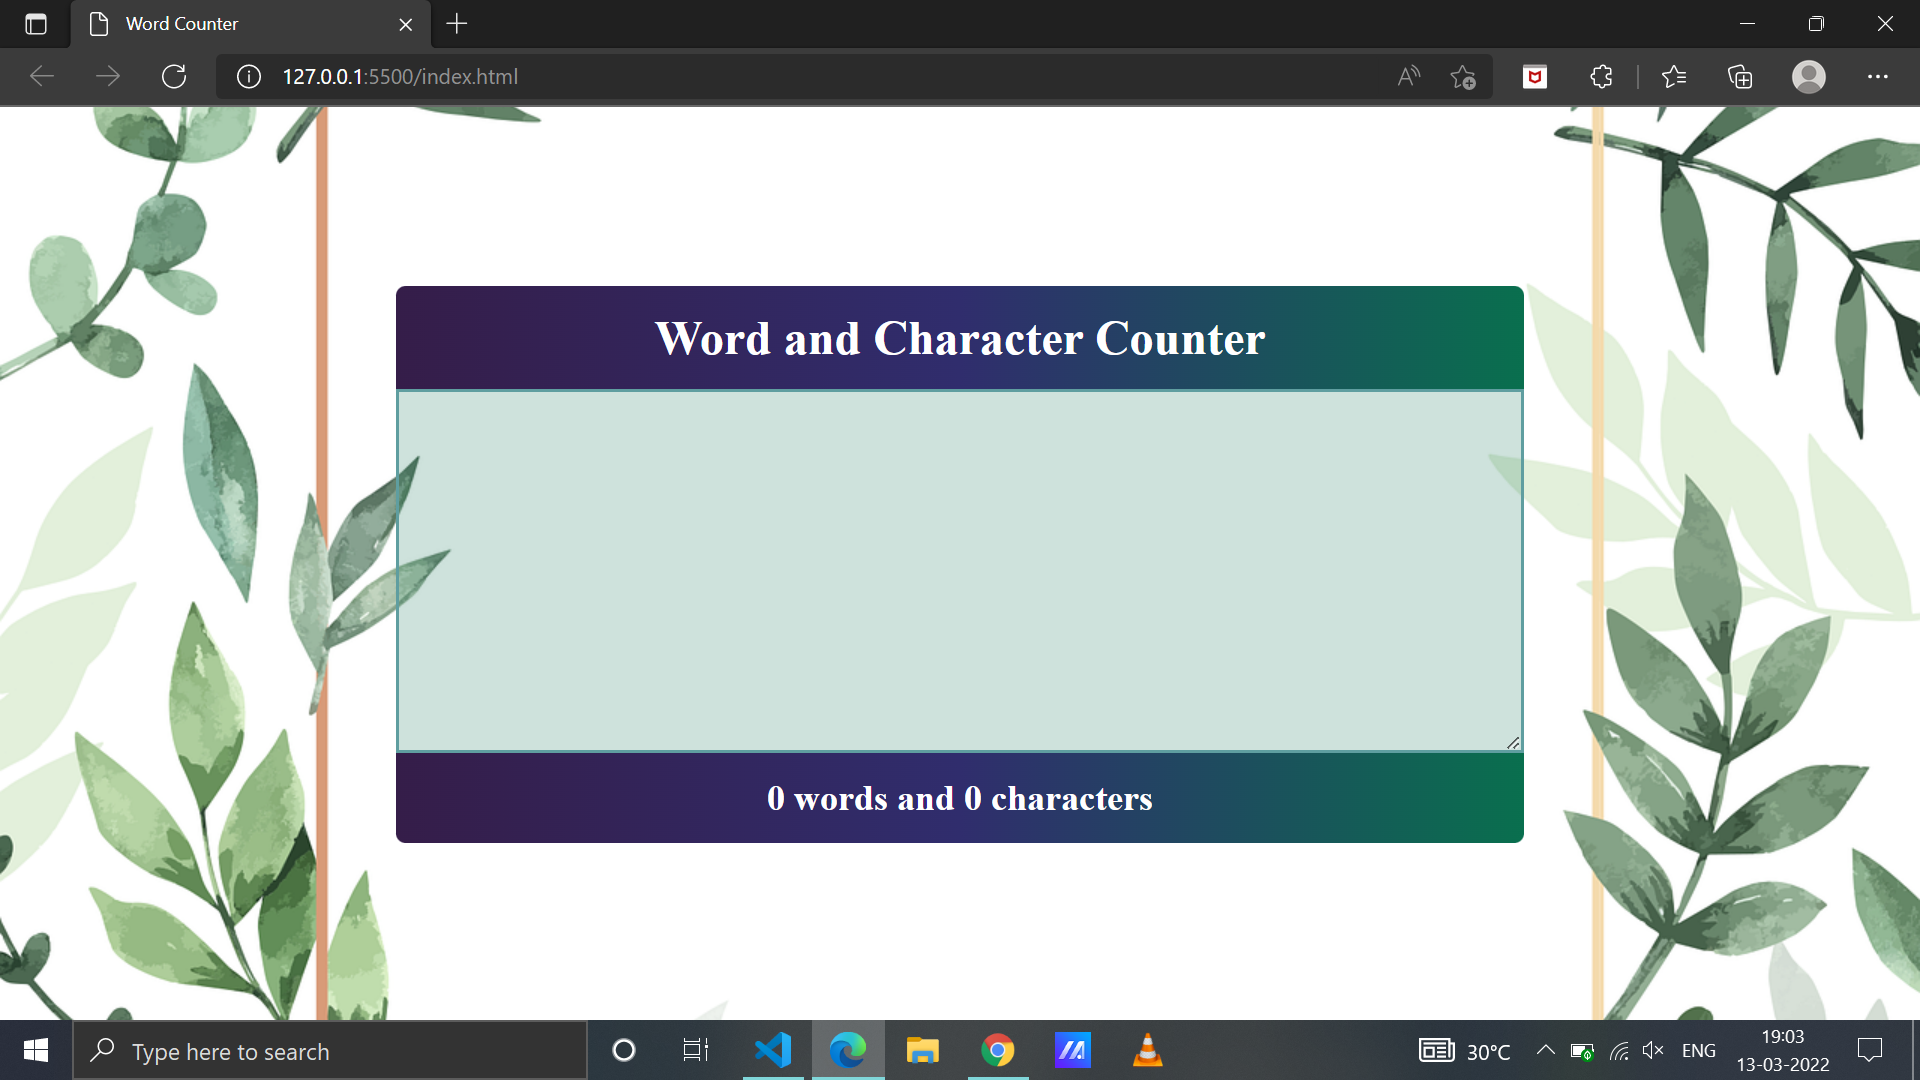 Word Counter
127.0.0.1:5500/index.html
Word and Character Counter
0 words and 0 characters
Type here to search
30°C
ENG
19:03
13-03-2022